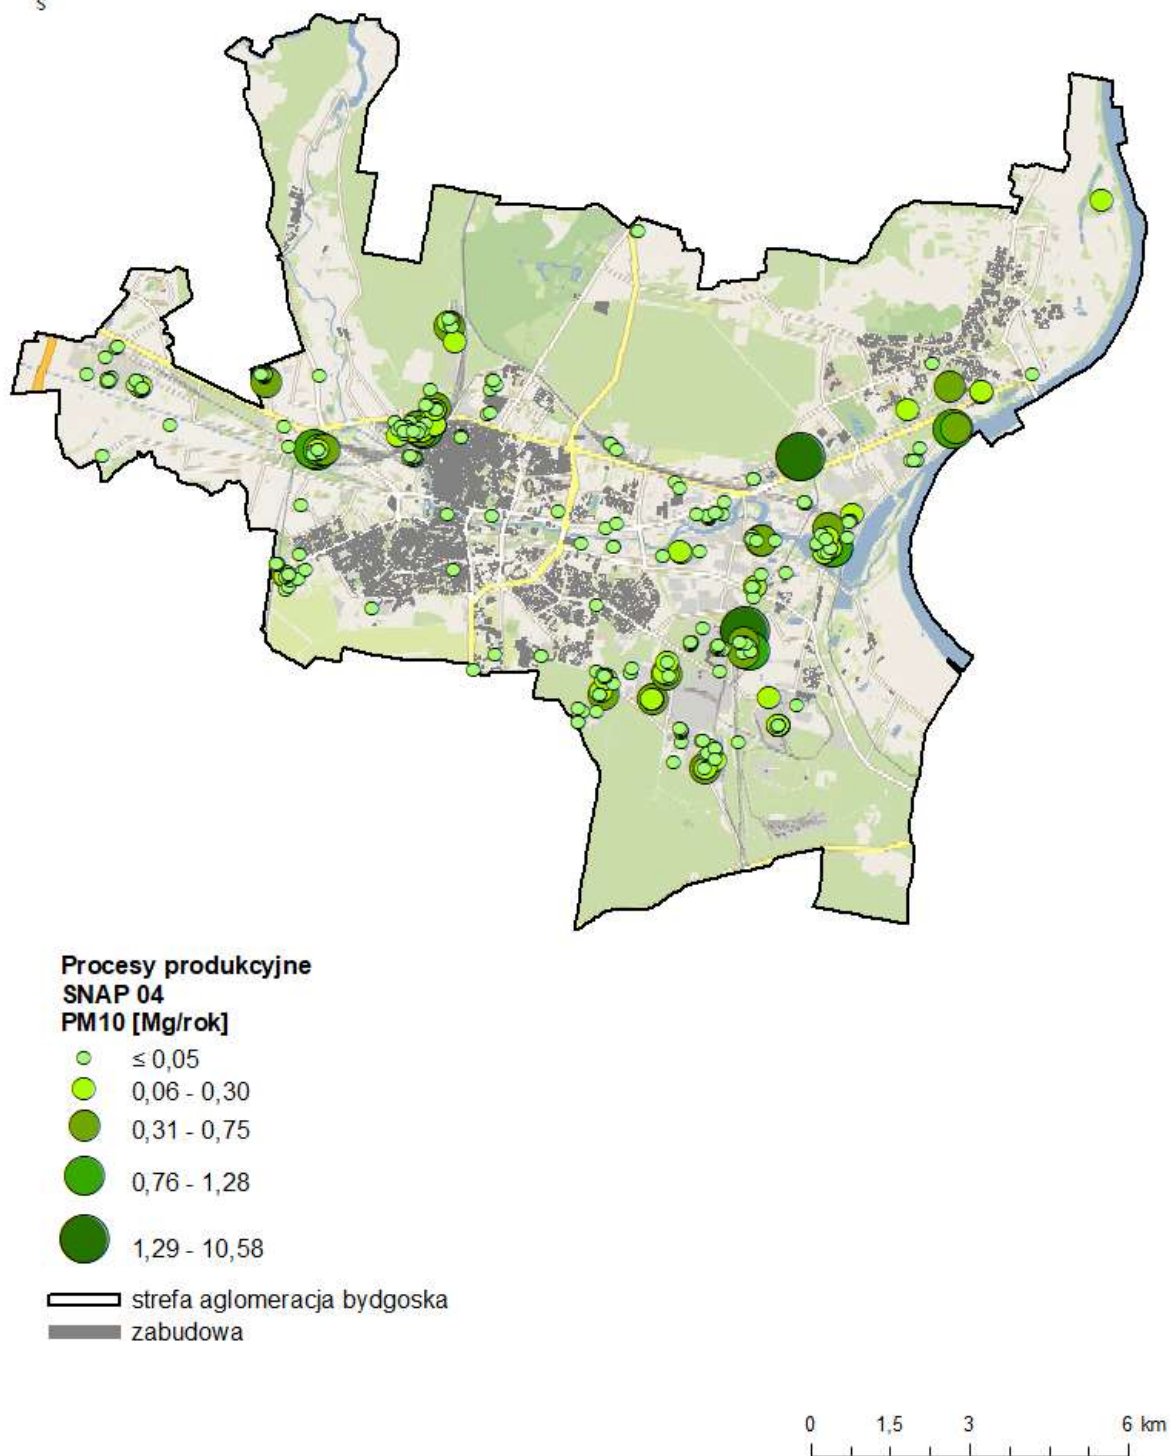 s
Procesy produkcyjne
SNAP 04
PM10 [Mg/rok]
≤ 0,05
0,06 - 0,30
0,31 - 0,75
0,76 - 1,28
1,29 - 10,58
strefa aglomeracja bydgoska
zabudowa
0 1,5 3 6 km